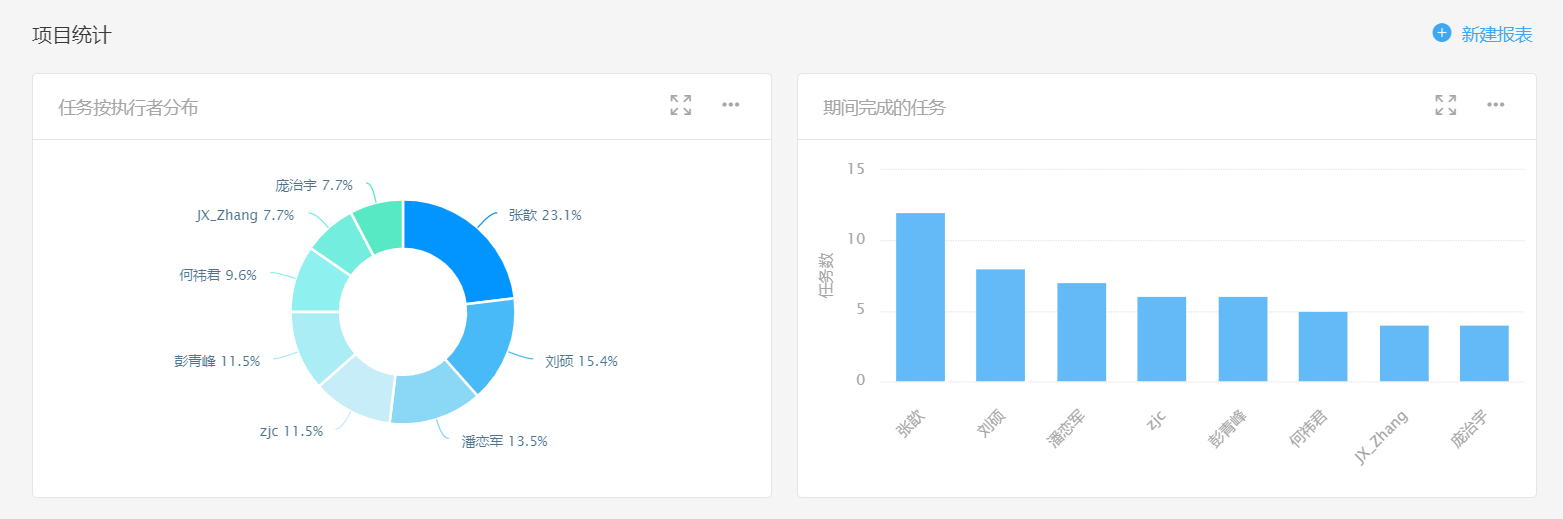 项目统计
新建报表
任务按执行者分布
庞治宇 7.7%
JX_Zhang 7.7%
张歆 23.1%
何祎君 9.6%
彭青峰 11.5%
刘硕 15.4%
zjc 11.5%
潘恋军 13.5%
期间完成的任务
15
10
5
0
任务数
张歆
刘硕
潘恋军
zjc
彭青峰
何祎君
JX_Zhang
庞治宇